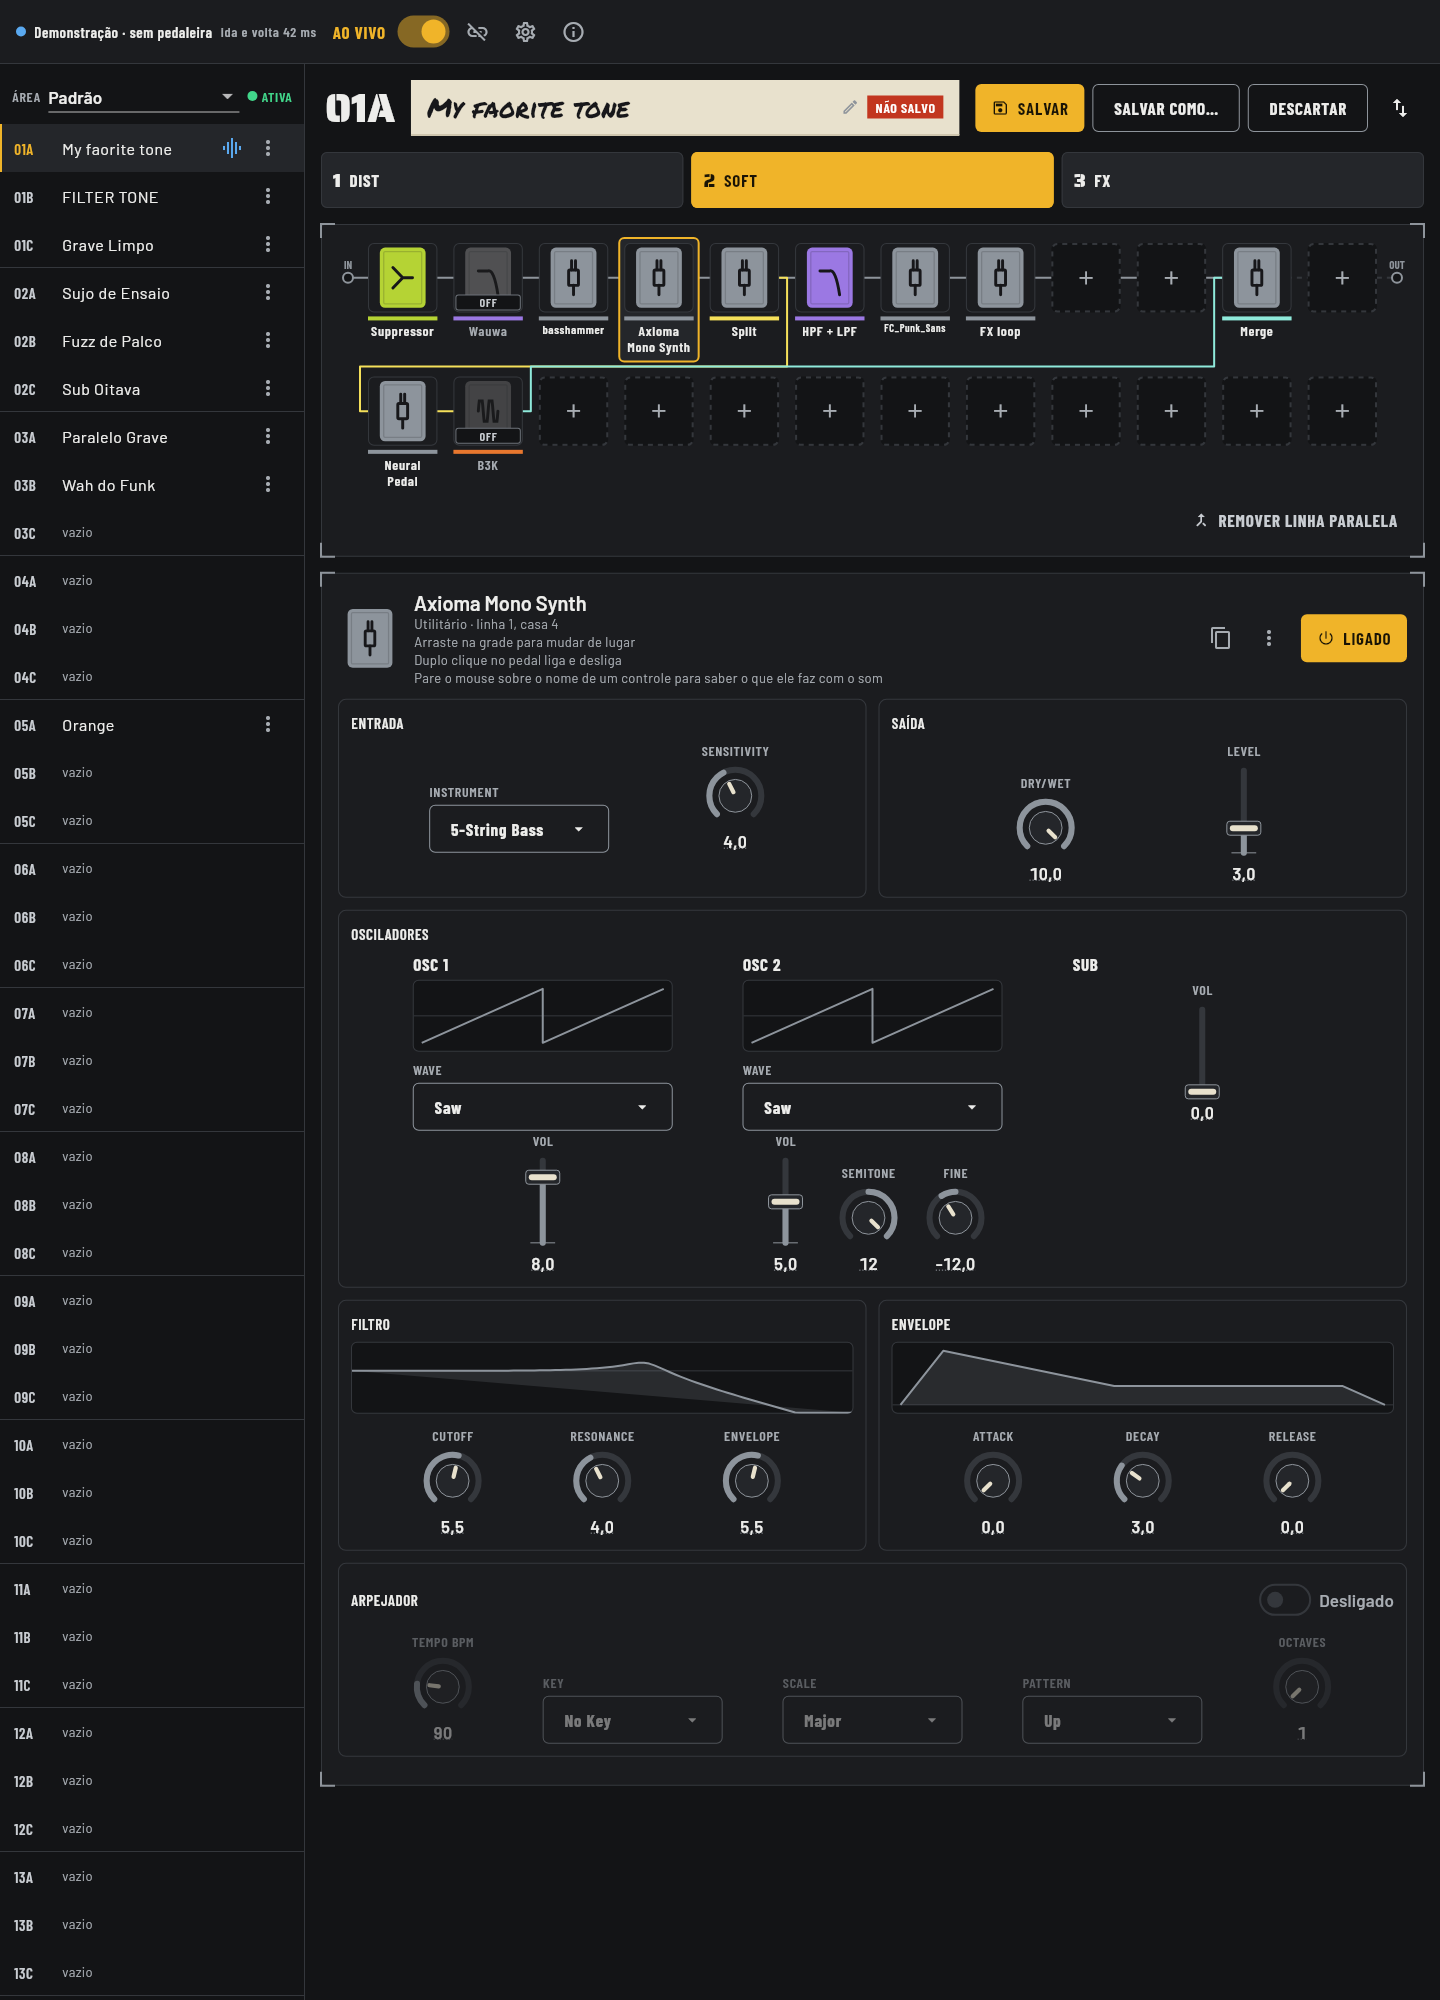 Demonstração · sem pedaleira Ida e volta 42 ms AO VIVO
ÁREA Padrão ATIVA
01A My faorite tone
01B FILTER TONE
01C Grave Limpo
02A Sujo de Ensaio
02B Fuzz de Palco
02C Sub Oitava
03A Paralelo Grave
03B Wah do Funk
03C vazio
04A vazio
04B vazio
04C vazio
05A Orange
05B vazio
05C vazio
06A vazio
06B vazio
06C vazio
07A vazio
07B vazio
07C vazio
08A vazio
08B vazio
08C vazio
09A vazio
09B vazio
09C vazio
10A vazio
10B vazio
10C vazio
11A vazio
11B vazio
11C vazio
12A vazio
12B vazio
12C vazio
13A vazio
13B vazio
13C vazio
01A My faorite tone NÃO SALVO SALVAR SALVAR COMO... DESCARTAR
1 DIST 2 SOFT 3 FX
IN OUT
OFF
Suppressor Wauwa basshammer Axioma Mono Synth Split HPF + LPF FC_Punk_Sans FX loop Merge
OFF
Neural Pedal B3K
REMOVER LINHA PARALELA
Axioma Mono Synth
Utilitário · linha 1, casa 4
Arraste na grade para mudar de lugar
Duplo clique no pedal liga e desliga
Pare o mouse sobre o nome de um controle para saber o que ele faz com o som
LIGADO
ENTRADA
INSTRUMENT
5-String Bass
SENSITIVITY
4,0
SAÍDA
DRY/WET
10,0
LEVEL
3,0
OSCILADORES
OSC 1
WAVE
Saw
VOL
8,0
OSC 2
WAVE
Saw
VOL SEMITONE FINE
5,0 12 -12,0
SUB
VOL
0,0
FILTRO
CUTOFF RESONANCE ENVELOPE
5,5 4,0 5,5
ENVELOPE
ATTACK DECAY RELEASE
0,0 3,0 0,0
ARPEJADOR Desligado
TEMPO BPM
90
KEY
No Key
SCALE
Major
PATTERN
Up
OCTAVES
1